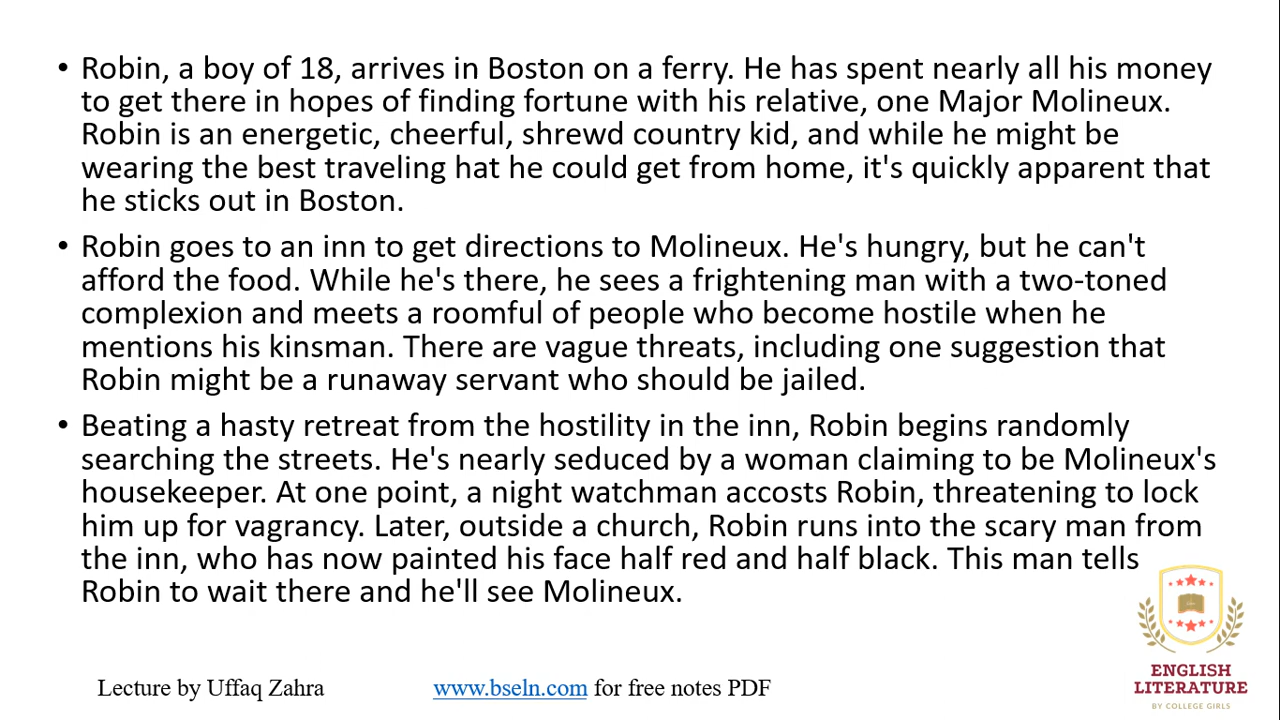 • Robin, a boy of 18, arrives in Boston on a ferry. He has spent nearly all his money
to get there in hopes of finding fortune with his relative, one Major Molineux.
Robin is an energetic, cheerful, shrewd country kid, and while he might be
wearing the best traveling hat he could get from home, it's quickly apparent that
he sticks out in Boston.
• Robin goes to an inn to get directions to Molineux. He's hungry, but he can't
afford the food. While he's there, he sees a frightening man with a two-toned
complexion and meets a roomful of people who become hostile when he
mentions his kinsman. There are vague threats, including one suggestion that
Robin might be a runaway servant who should be jailed.
• Beating a hasty retreat from the hostility in the inn, Robin begins randomly
searching the streets. He's nearly seduced by a woman claiming to be Molineux's
housekeeper. At one point, a night watchman accosts Robin, threatening to lock
him up for vagrancy. Later, outside a church, Robin runs into the scary man from
the inn, who has now painted his face half red and half black. This man tells
Robin to wait there and he'll see Molineux.
Lecture by Uffaq Zahra
www.bseln.com for free notes PDF
ENGLISH
LITERATURE
BY COLLEGE GIRLS